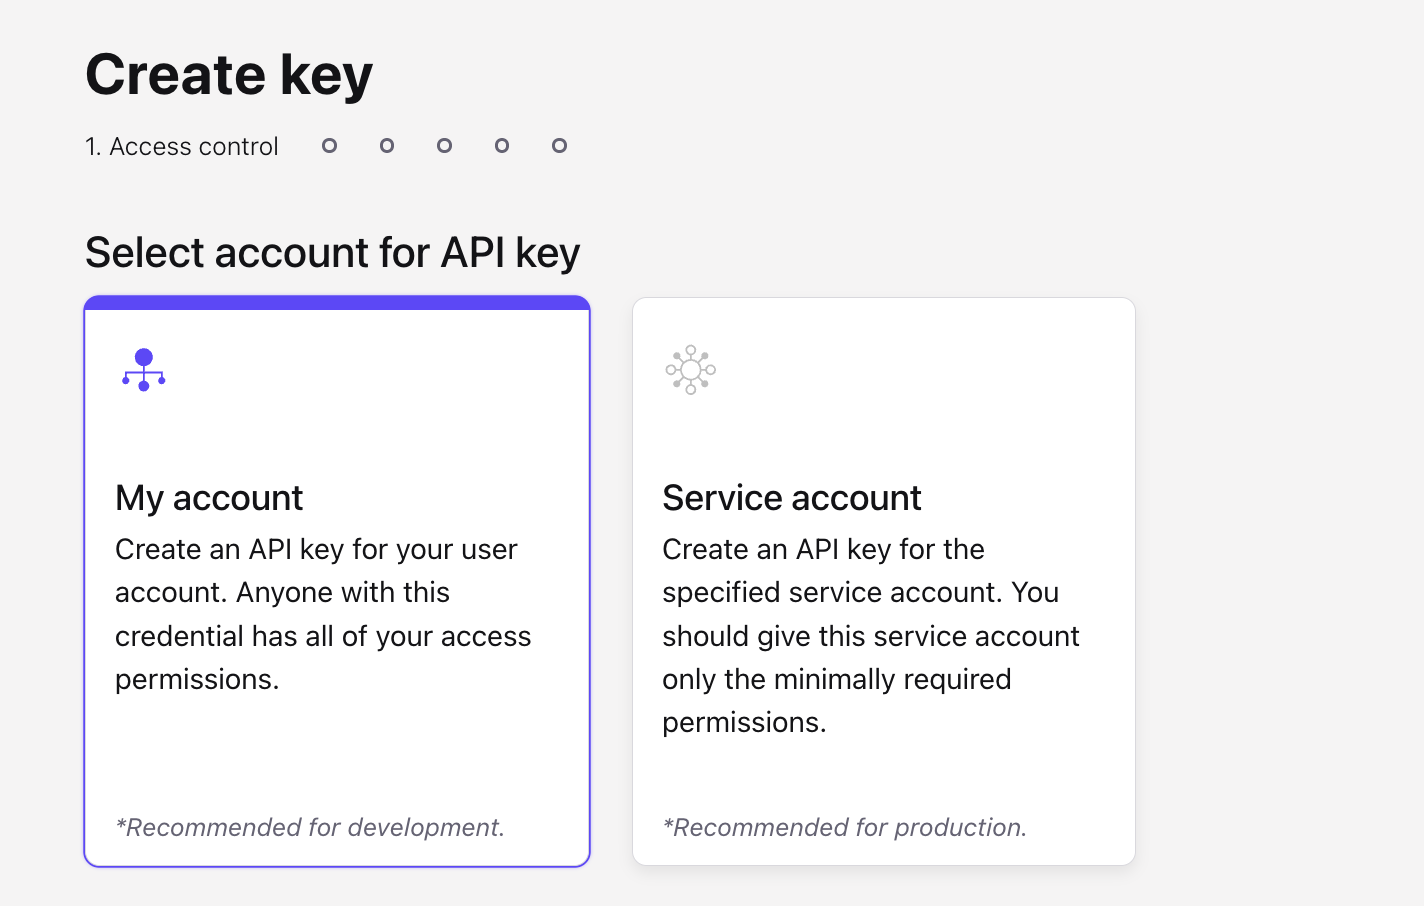 Create key
1. Access control
Select account for API key
My account
Create an API key for your user
account. Anyone with this
credential has all of your access
permissions.
*Recommended for development.
Service account
Create an API key for the
specified service account. You
should give this service account
only the minimally required
permissions.
*Recommended for production.